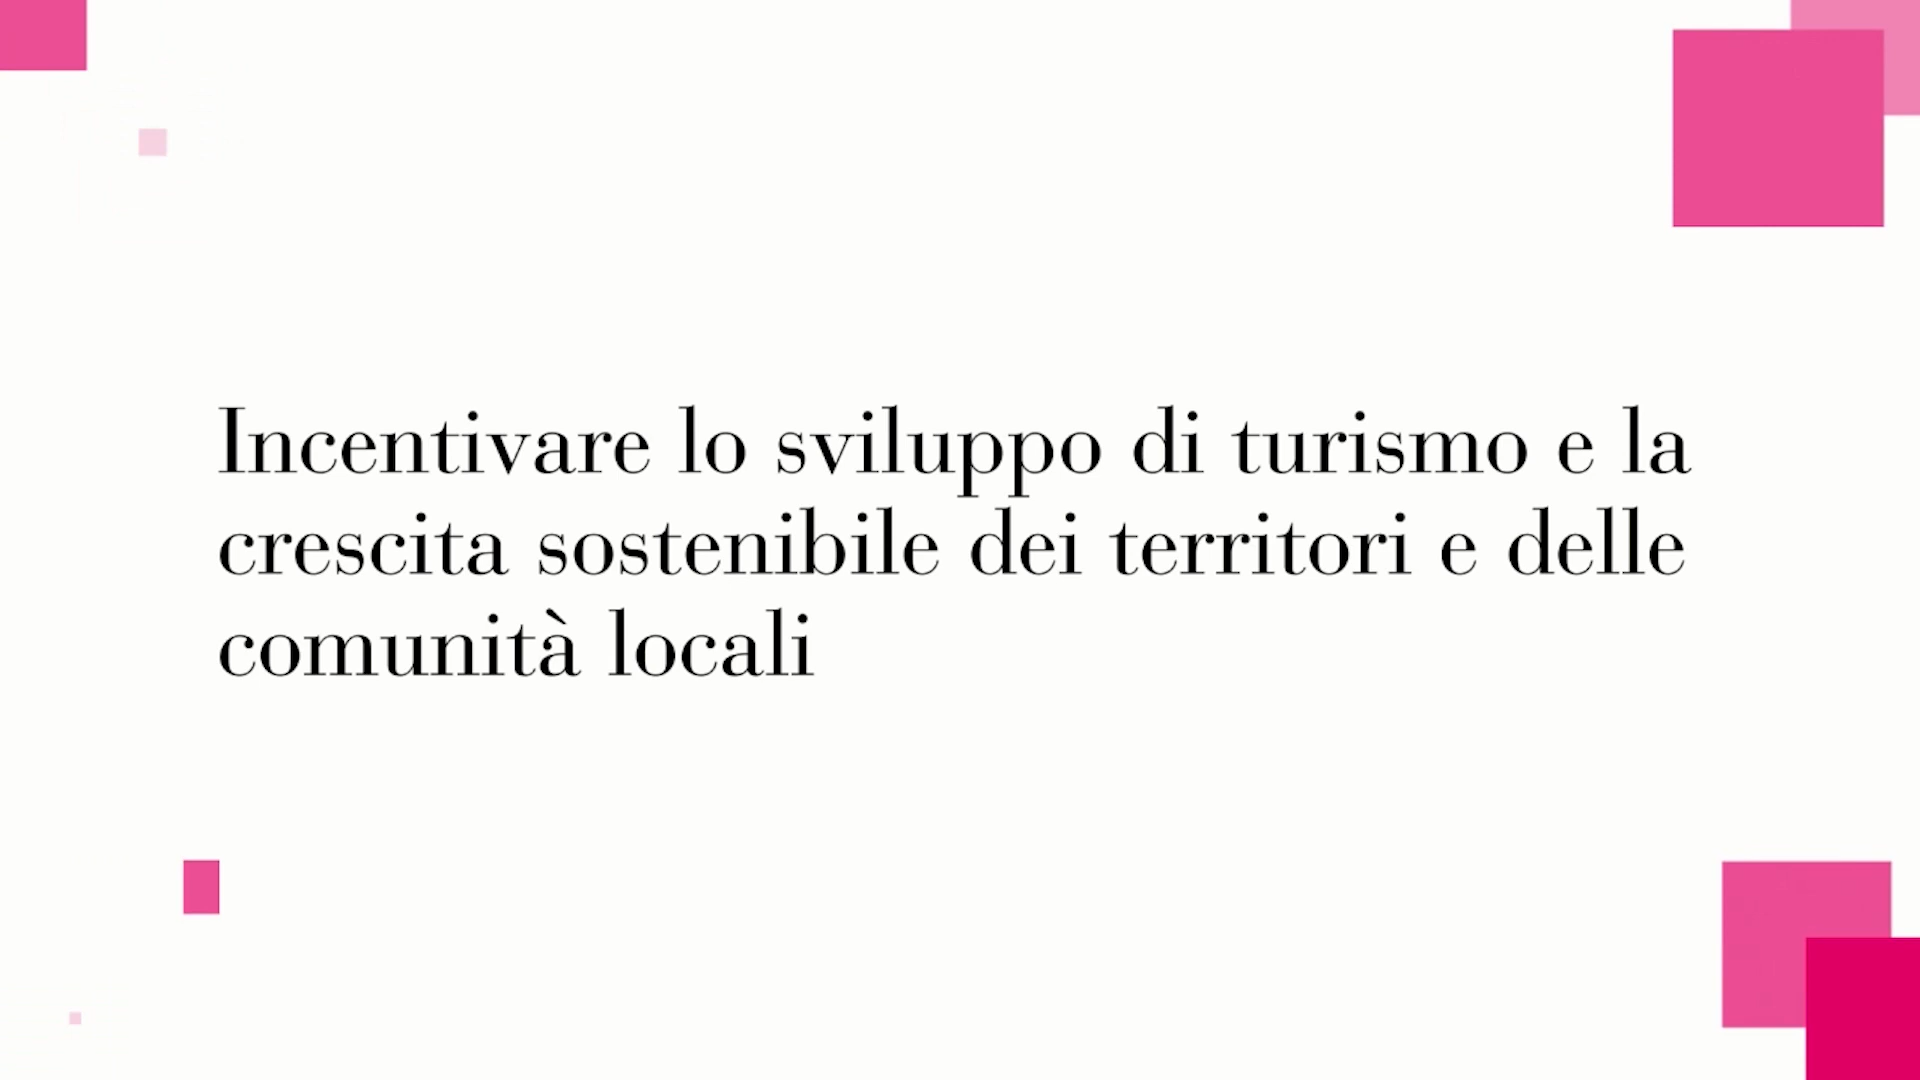 Incentivare lo sviluppo di turismo e la
crescita sostenibile dei territori e delle
comunità locali